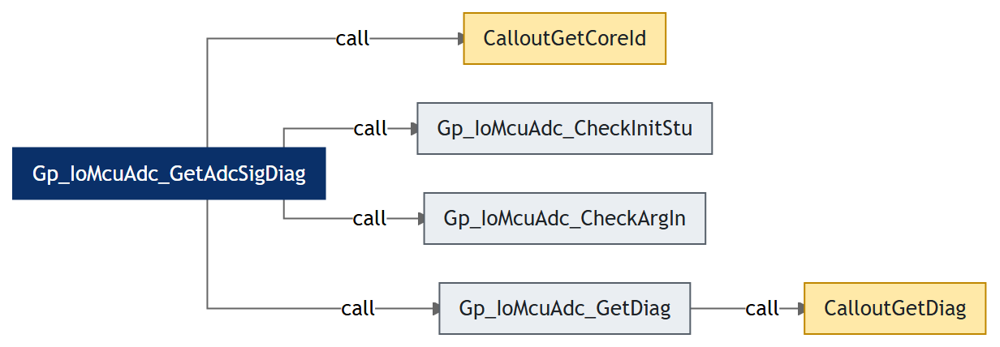 call
CalloutGetCoreId
call
Gp_IoMcuAdc_CheckInitStu
Gp_IoMcuAdc_GetAdcSigDiag
call
Gp_IoMcuAdc_CheckArgIn
call
Gp_IoMcuAdc_GetDiag
call
CalloutGetDiag